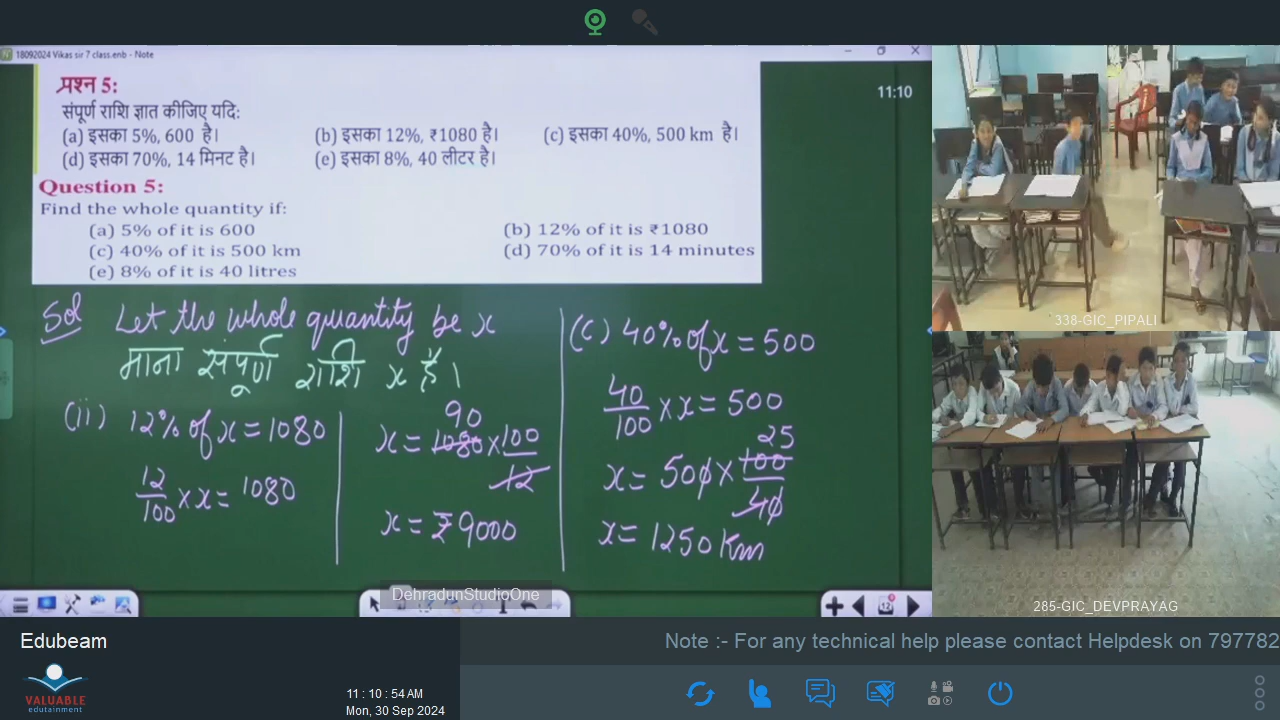 18092024 Vikas sir 7 class.enb - Note
प्रश्न 5:
संपूर्ण राशि ज्ञात कीजिए यदि:
(a) इसका 5%, 600 है।
(b) इसका 12%, ₹1080 है।
(c) इसका 40%, 500 km है।
(d) इसका 70%, 14 मिनट है।
(e) इसका 8%, 40 लीटर है।
11:10
Question 5:
Find the whole quantity if:
(a) 5% of it is 600
(b) 12% of it is ₹1080
(c) 40% of it is 500 km
(d) 70% of it is 14 minutes
(e) 8% of it is 40 litres
Sol Let the whole quantity be x
माना संपूर्ण राशि x है।
(ii) 12% of x = 1080
12/100 × x = 1080
90
x = 1080 × 100/12
x = ₹ 9000
(C) 40% of x = 500
40/100 × x = 500
25
x = 500 × 100/40
x = 1250 Km
DehradunStudioOne
338-GIC_PIPALI
285-GIC_DEVPRAYAG
Edubeam
Note :- For any technical help please contact Helpdesk on 797782
VALUABLE
edutainment
11 : 10 : 54 AM
Mon, 30 Sep 2024